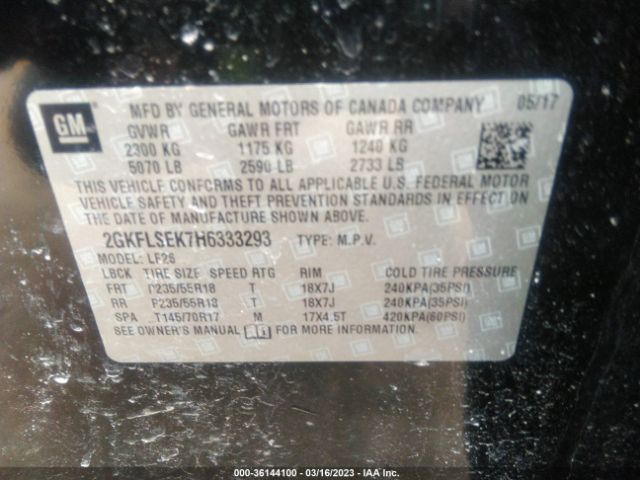 GM
MFD BY GENERAL MOTORS OF CANADA COMPANY 05/17
GVWR GAWR FRT GAWR RR
2300 KG 1175 KG 1240 KG
5070 LB 2590 LB 2733 LB
THIS VEHICLE CONFORMS TO ALL APPLICABLE U.S. FEDERAL MOTOR
VEHICLE SAFETY AND THEFT PREVENTION STANDARDS IN EFFECT ON
THE DATE OF MANUFACTURE SHOWN ABOVE.
2GKFLSEK7H6333293 TYPE: M.P.V.
MODEL: LF26
LBCK TIRE SIZE SPEED RTG RIM COLD TIRE PRESSURE
FRT P235/55R18 T 18X7J 240KPA(35PSI)
RR P235/55R18 T 18X7J 240KPA(35PSI)
SPA T145/70R17 M 17X4.5T 420KPA(60PSI)
SEE OWNER'S MANUAL FOR MORE INFORMATION.
000-36144100 - 03/16/2023 - IAA Inc.